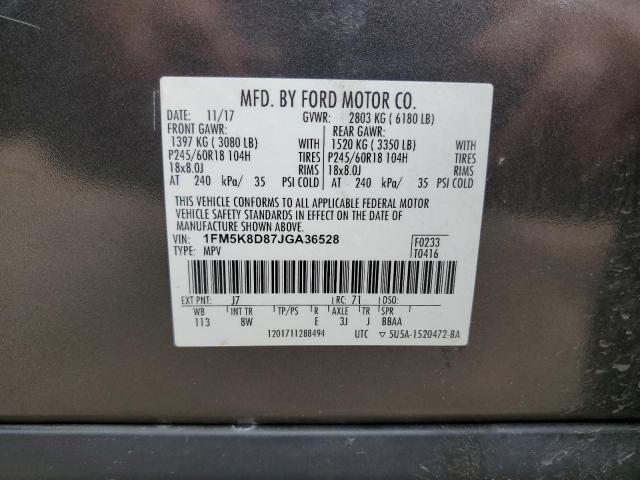 MFD. BY FORD MOTOR CO.
DATE: 11/17 GVWR: 2803 KG ( 6180 LB)
FRONT GAWR: REAR GAWR:
1397 KG ( 3080 LB) WITH 1520 KG ( 3350 LB) WITH
P245/60R18 104H TIRES P245/60R18 104H TIRES
18x8.0J RIMS 18x8.0J RIMS
AT 240 kPa/ 35 PSI COLD AT 240 kPa/ 35 PSI COLD
THIS VEHICLE CONFORMS TO ALL APPLICABLE FEDERAL MOTOR
VEHICLE SAFETY STANDARDS IN EFFECT ON THE DATE OF
MANUFACTURE SHOWN ABOVE.
VIN: 1FM5K8D87JGA36528 F0233
TYPE: MPV T0416
EXT PNT: J7 RC: 71 DSO:
WB INT TR TP/PS R AXLE TR SPR
113 8W E 3J J BBAA
1201711288494 UTC ▽ 5U5A-1520472-BA